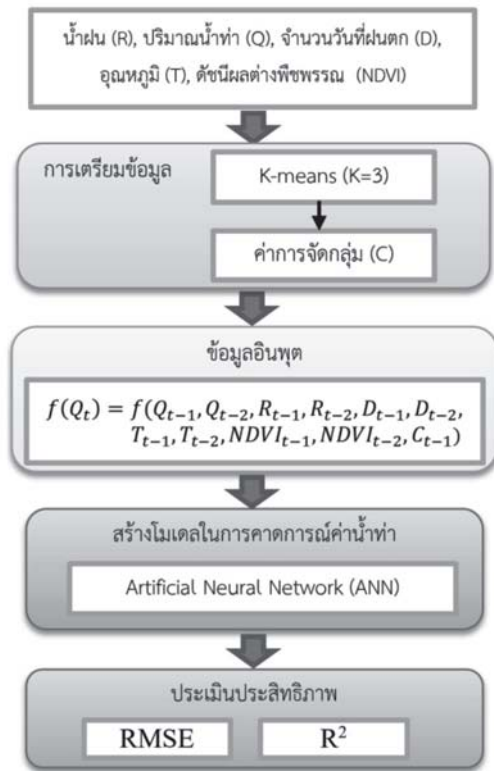 น้ำฝน (R), ปริมาณน้ำท่า (Q), จำนวนวันที่ฝนตก (D),
อุณหภูมิ (T), ดัชนีผลต่างพืชพรรณ (NDVI)
การเตรียมข้อมูล
K-means (K=3)
ค่าการจัดกลุ่ม (C)
ข้อมูลอินพุต
f(Qₜ) = f(Qₜ₋₁, Qₜ₋₂, Rₜ₋₁, Rₜ₋₂, Dₜ₋₁, Dₜ₋₂,
Tₜ₋₁, Tₜ₋₂, NDVIₜ₋₁, NDVIₜ₋₂, Cₜ₋₁)
สร้างโมเดลในการคาดการณ์ค่าน้ำท่า
Artificial Neural Network (ANN)
ประเมินประสิทธิภาพ
RMSE R²